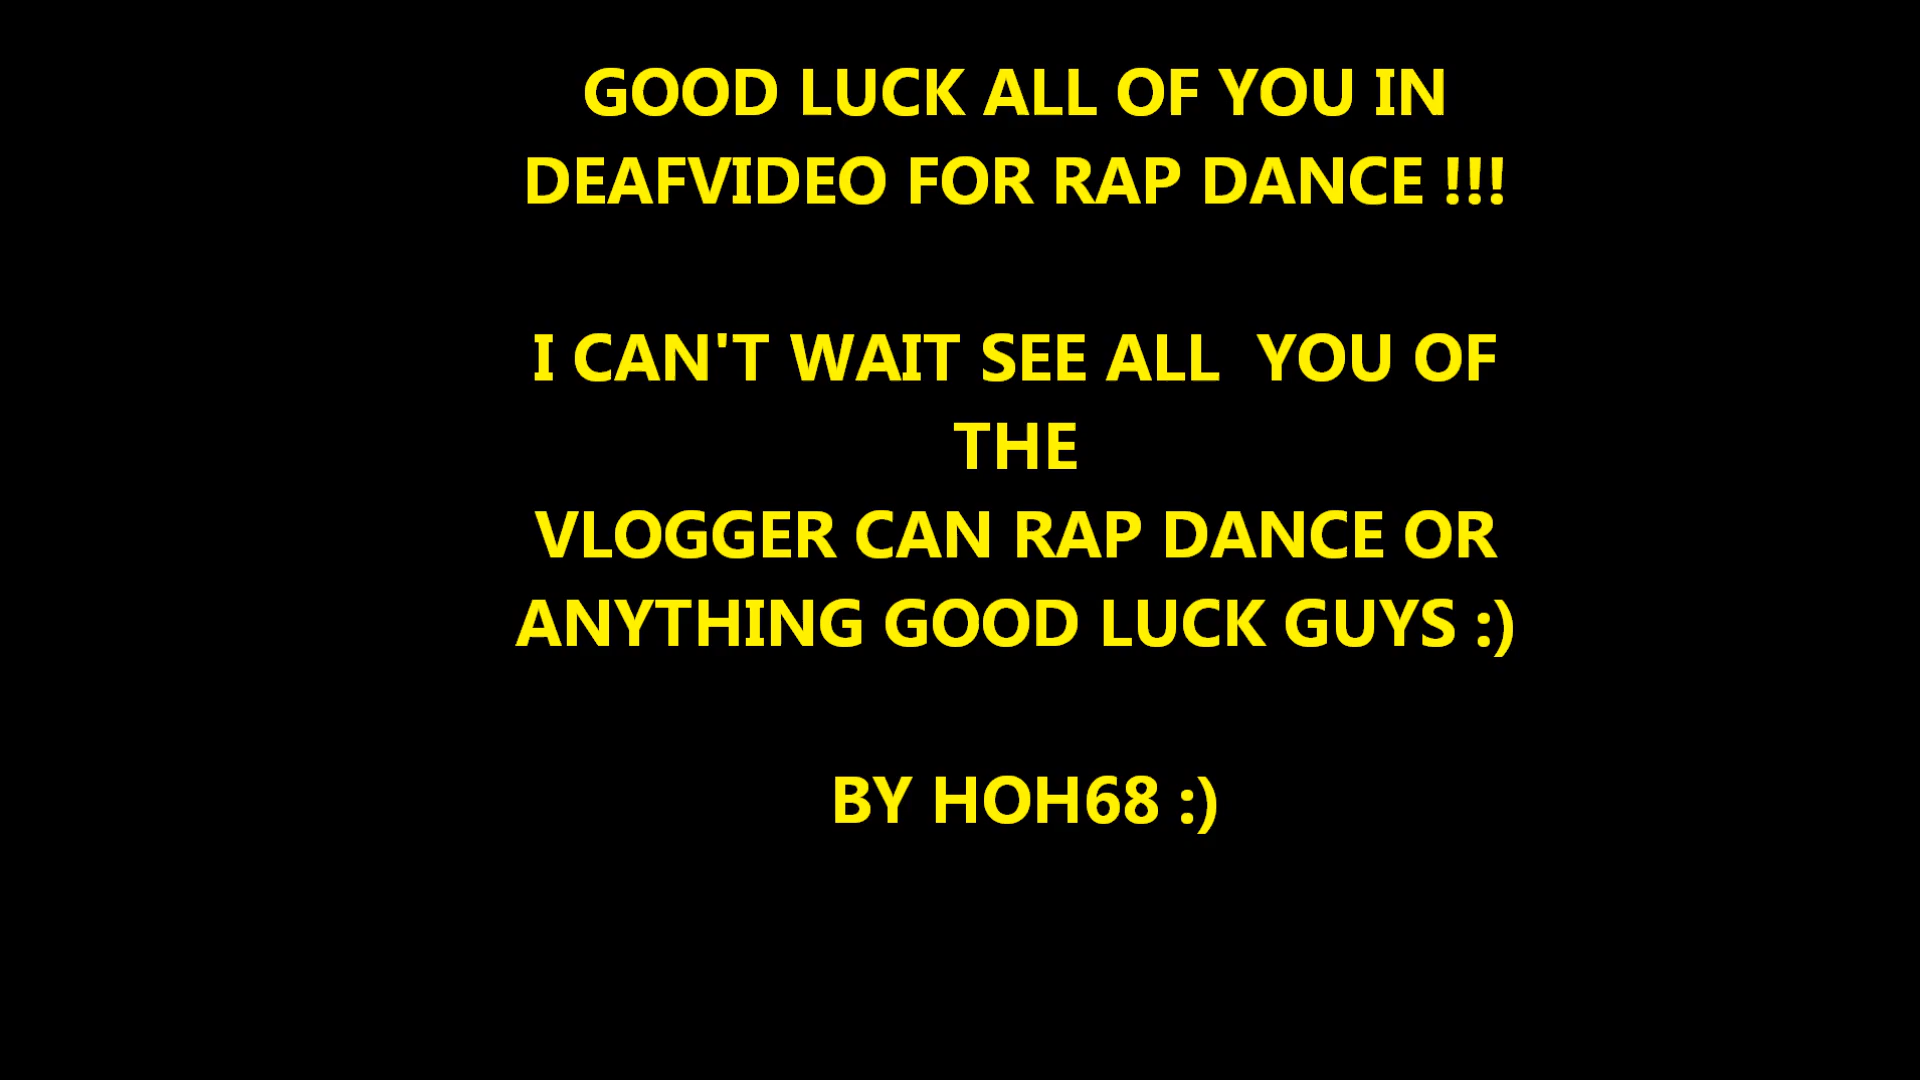 GOOD LUCK ALL OF YOU IN
DEAFVIDEO FOR RAP DANCE !!!
I CAN'T WAIT SEE ALL  YOU OF
THE
VLOGGER CAN RAP DANCE OR
ANYTHING GOOD LUCK GUYS :)
BY HOH68 :)